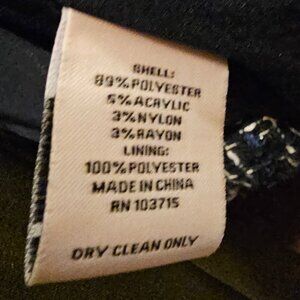 SHELL:
89% POLYESTER
5% ACRYLIC
3% NYLON
3% RAYON
LINING:
100% POLYESTER
MADE IN CHINA
RN 103715
DRY CLEAN ONLY